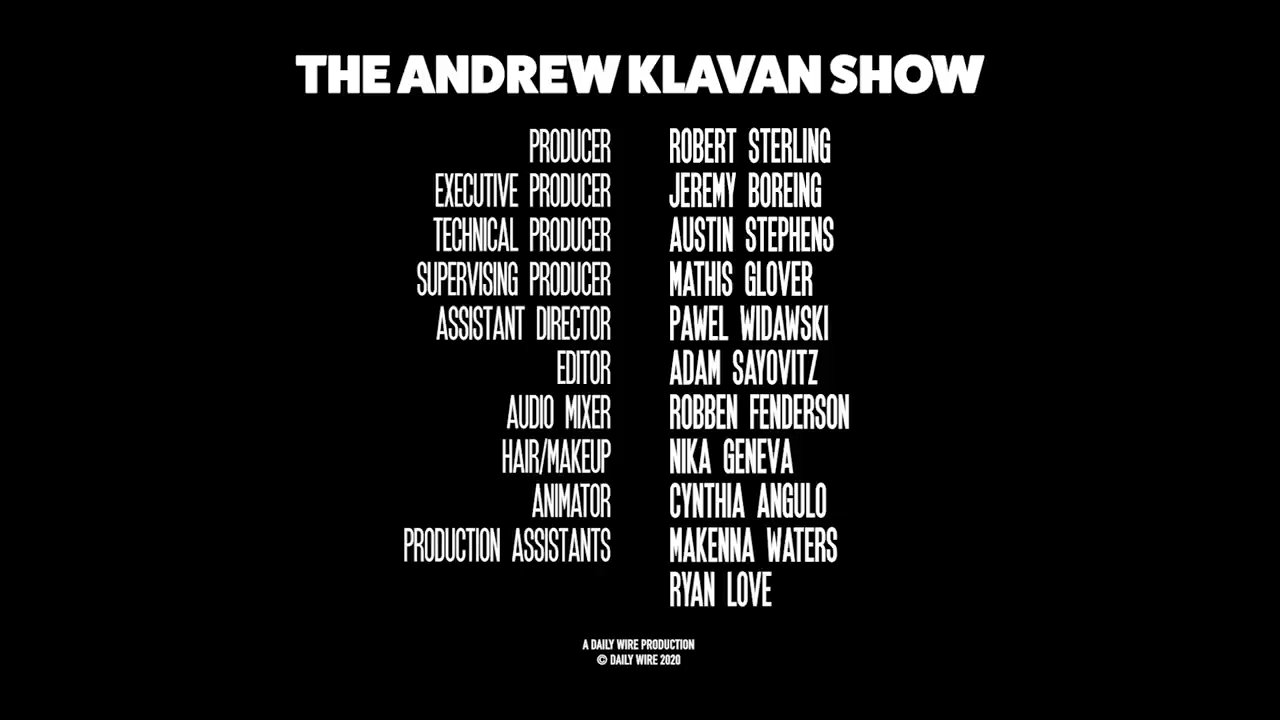 THE ANDREW KLAVAN SHOW
PRODUCER ROBERT STERLING
EXECUTIVE PRODUCER JEREMY BOREING
TECHNICAL PRODUCER AUSTIN STEPHENS
SUPERVISING PRODUCER MATHIS GLOVER
ASSISTANT DIRECTOR PAWEL WIDAWSKI
EDITOR ADAM SAYOVITZ
AUDIO MIXER ROBBEN FENDERSON
HAIR/MAKEUP NIKA GENEVA
ANIMATOR CYNTHIA ANGULO
PRODUCTION ASSISTANTS MAKENNA WATERS
RYAN LOVE
A DAILY WIRE PRODUCTION
© DAILY WIRE 2020